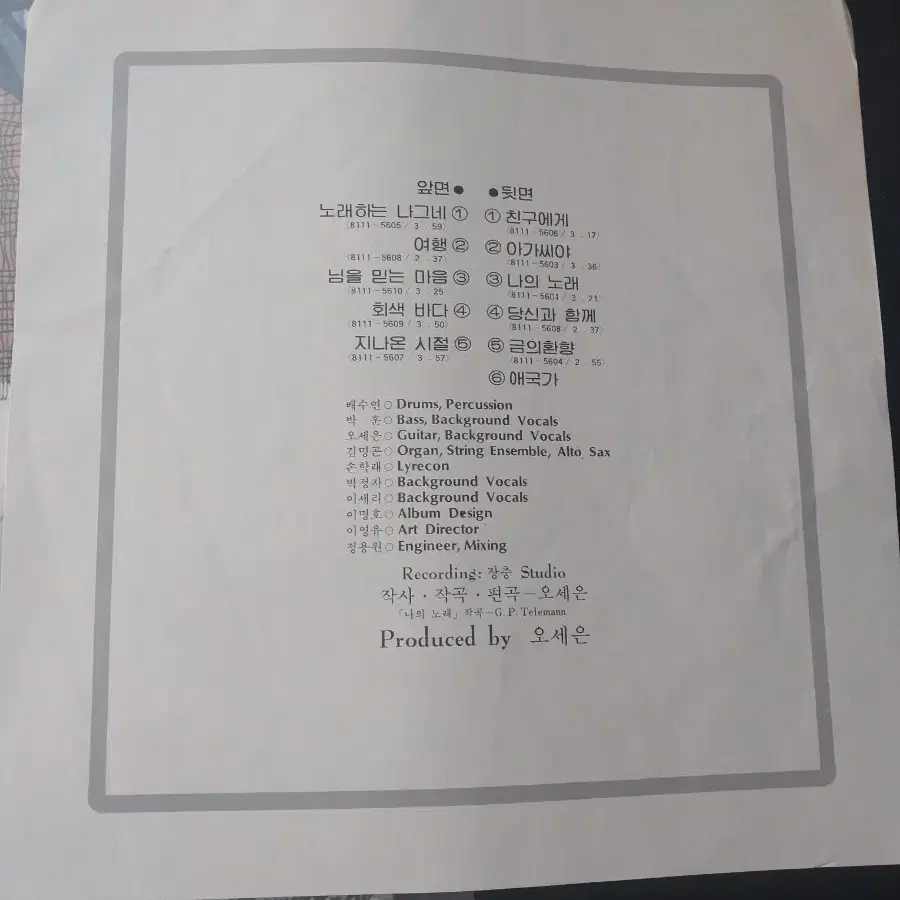 앞면●
노래하는 나그네 ①
(8111-5605 / 3 . 59)
여행 ②
(8111-5608 / 2 . 37)
님을 믿는 마음 ③
(8111-5610 / 3 . 25)
회색 바다 ④
(8111-5609 / 3 . 50)
지나온 시절 ⑤
(8111-5607 / 3 . 57)
●뒷면
① 친구에게
(8111-5606 / 3 . 17)
② 아가씨야
(8111-5603 / 3 . 36)
③ 나의 노래
(8111-5601 / 3 . 21)
④ 당신과 함께
(8111-5608 / 2 . 37)
⑤ 금의환향
(8111-5604 / 2 . 55)
⑥ 애국가
배수연○ Drums, Percussion
박 훈○ Bass, Background Vocals
오세은○ Guitar, Background Vocals
김명곤○ Organ, String Ensemble, Alto, Sax
손학래○ Lyrecon
박정자○ Background Vocals
이세리○ Background Vocals
이명호○ Album Design
이영유○ Art Director
정용원○ Engineer, Mixing
Recording: 장충 Studio
작사 · 작곡 · 편곡 — 오세은
「나의 노래」 작곡 — G. P. Telemann
Produced by 오세은